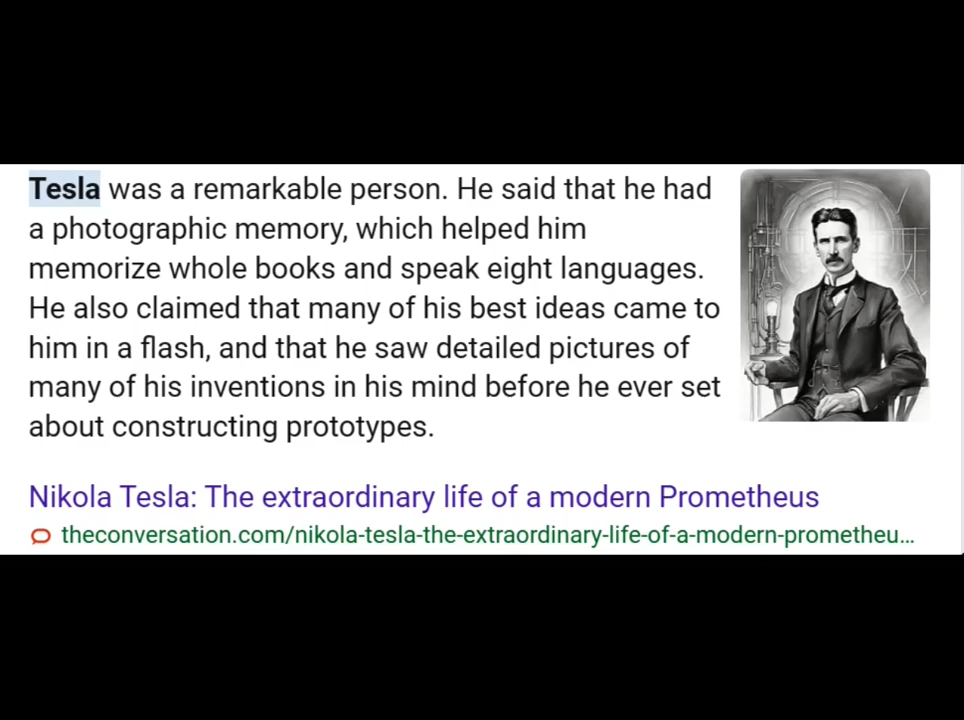 Tesla was a remarkable person. He said that he had
a photographic memory, which helped him
memorize whole books and speak eight languages.
He also claimed that many of his best ideas came to
him in a flash, and that he saw detailed pictures of
many of his inventions in his mind before he ever set
about constructing prototypes.
Nikola Tesla: The extraordinary life of a modern Prometheus
theconversation.com/nikola-tesla-the-extraordinary-life-of-a-modern-prometheu...